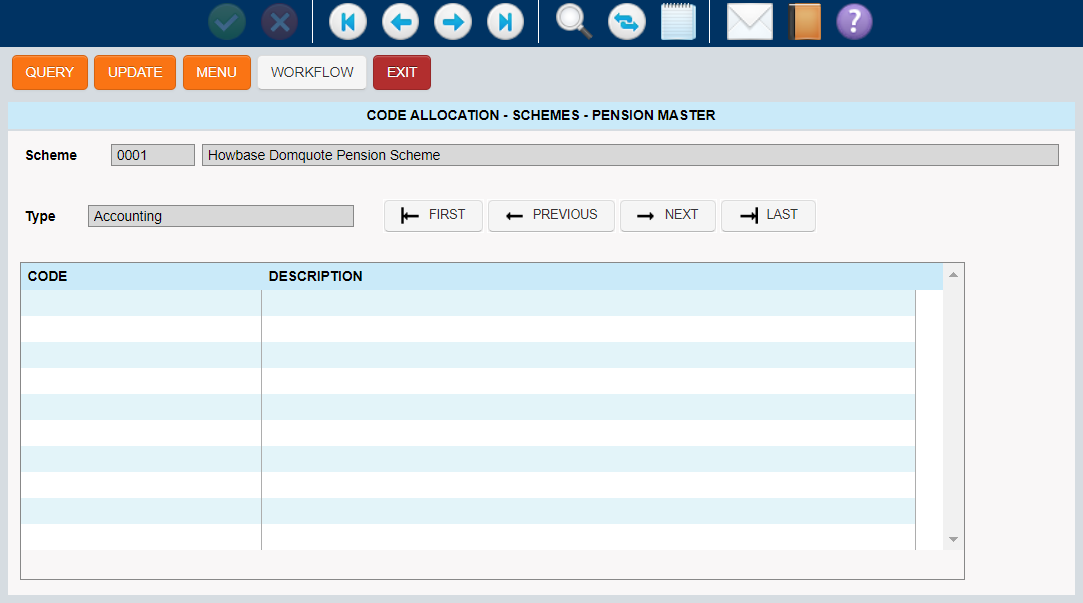 ?
QUERY UPDATE MENU WORKFLOW EXIT
CODE ALLOCATION - SCHEMES - PENSION MASTER
Scheme 0001 Howbase Domquote Pension Scheme
Type Accounting FIRST PREVIOUS NEXT LAST
CODE DESCRIPTION